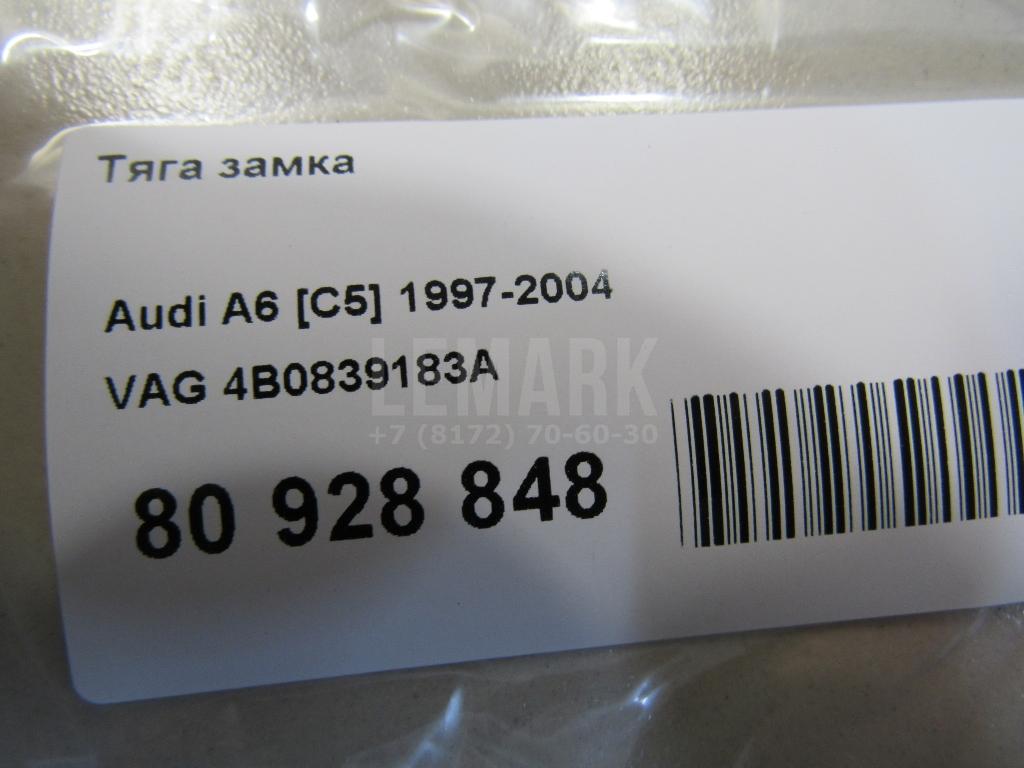 Тяга замка
Audi A6 [C5] 1997-2004
VAG 4B0839183A
LEMARK
+7 (8172) 70-60-30
80 928 848